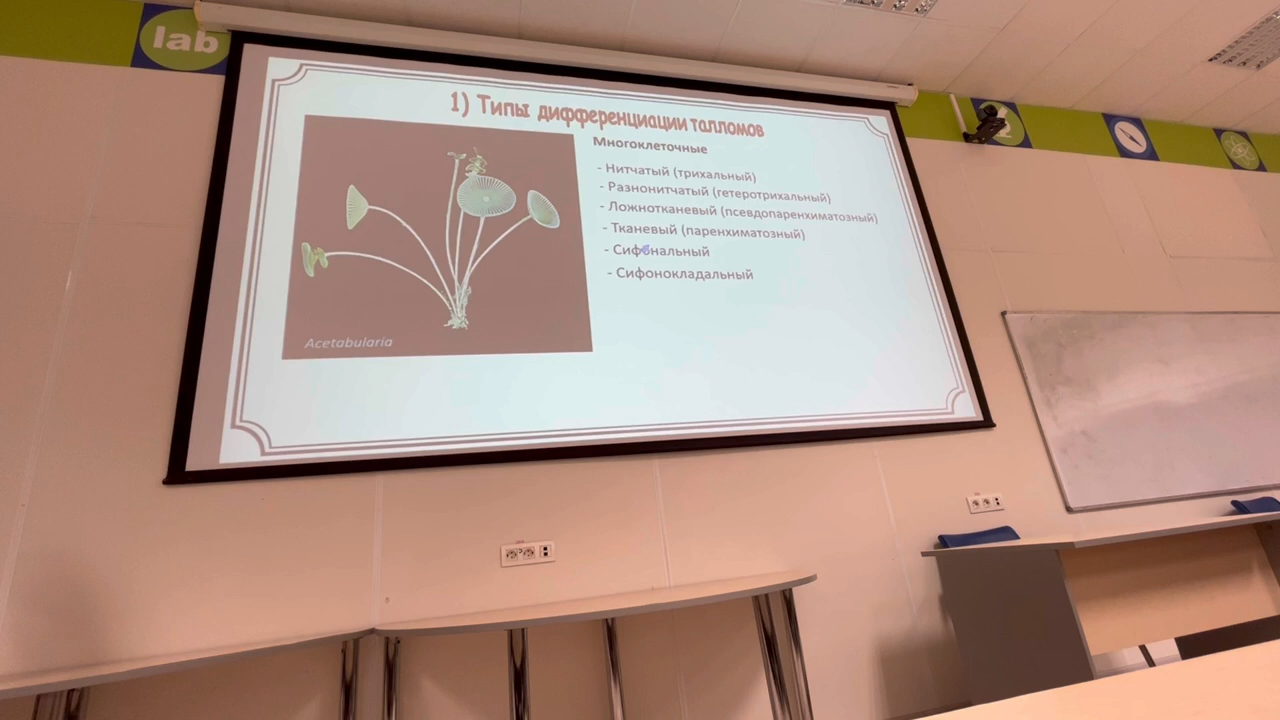 lab
1) Типы дифференциации талломов
Многоклеточные
- Нитчатый (трихальный)
- Разнонитчатый (гетеротрихальный)
- Ложнотканевый (псевдопаренхиматозный)
- Тканевый (паренхиматозный)
- Сифональный
- Сифонокладальный
Acetabularia